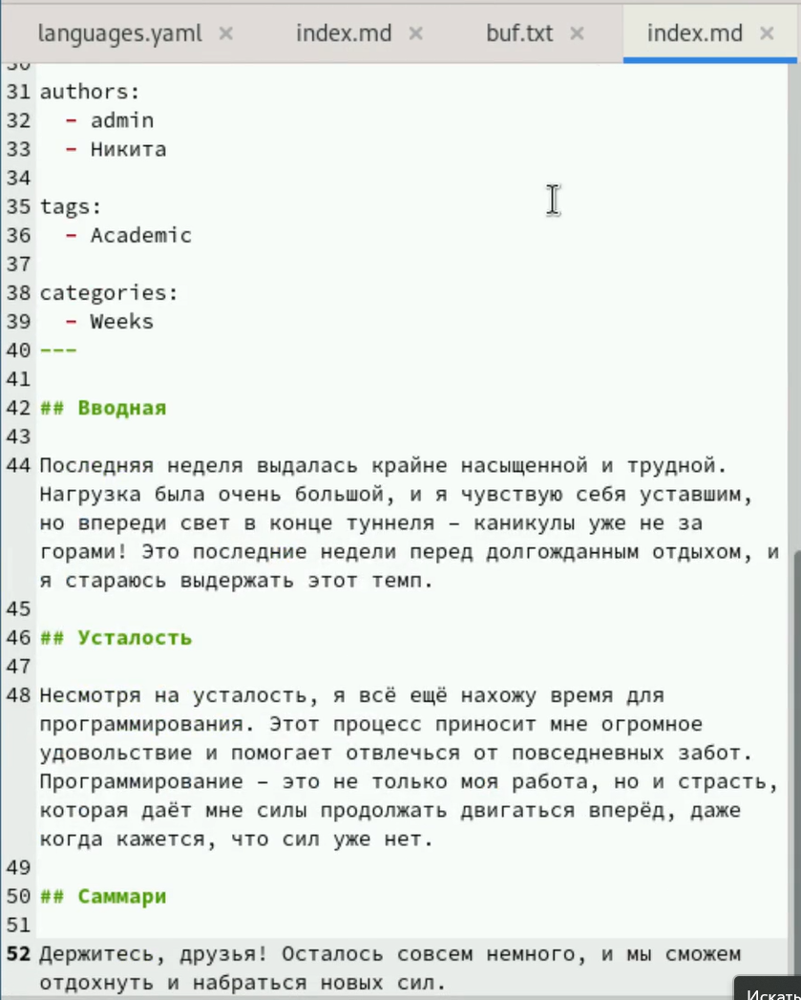 languages.yaml × index.md × buf.txt × index.md ×
30
31 authors:
32   - admin
33   - Никита
34
35 tags:
36   - Academic
37
38 categories:
39   - Weeks
40 ---
41
42 ## Вводная
43
44 Последняя неделя выдалась крайне насыщенной и трудной.
Нагрузка была очень большой, и я чувствую себя уставшим,
но впереди свет в конце туннеля – каникулы уже не за
горами! Это последние недели перед долгожданным отдыхом, и
я стараюсь выдержать этот темп.
45
46 ## Усталость
47
48 Несмотря на усталость, я всё ещё нахожу время для
программирования. Этот процесс приносит мне огромное
удовольствие и помогает отвлечься от повседневных забот.
Программирование – это не только моя работа, но и страсть,
которая даёт мне силы продолжать двигаться вперёд, даже
когда кажется, что сил уже нет.
49
50 ## Саммари
51
52 Держитесь, друзья! Осталось совсем немного, и мы сможем
отдохнуть и набраться новых сил.
Искать